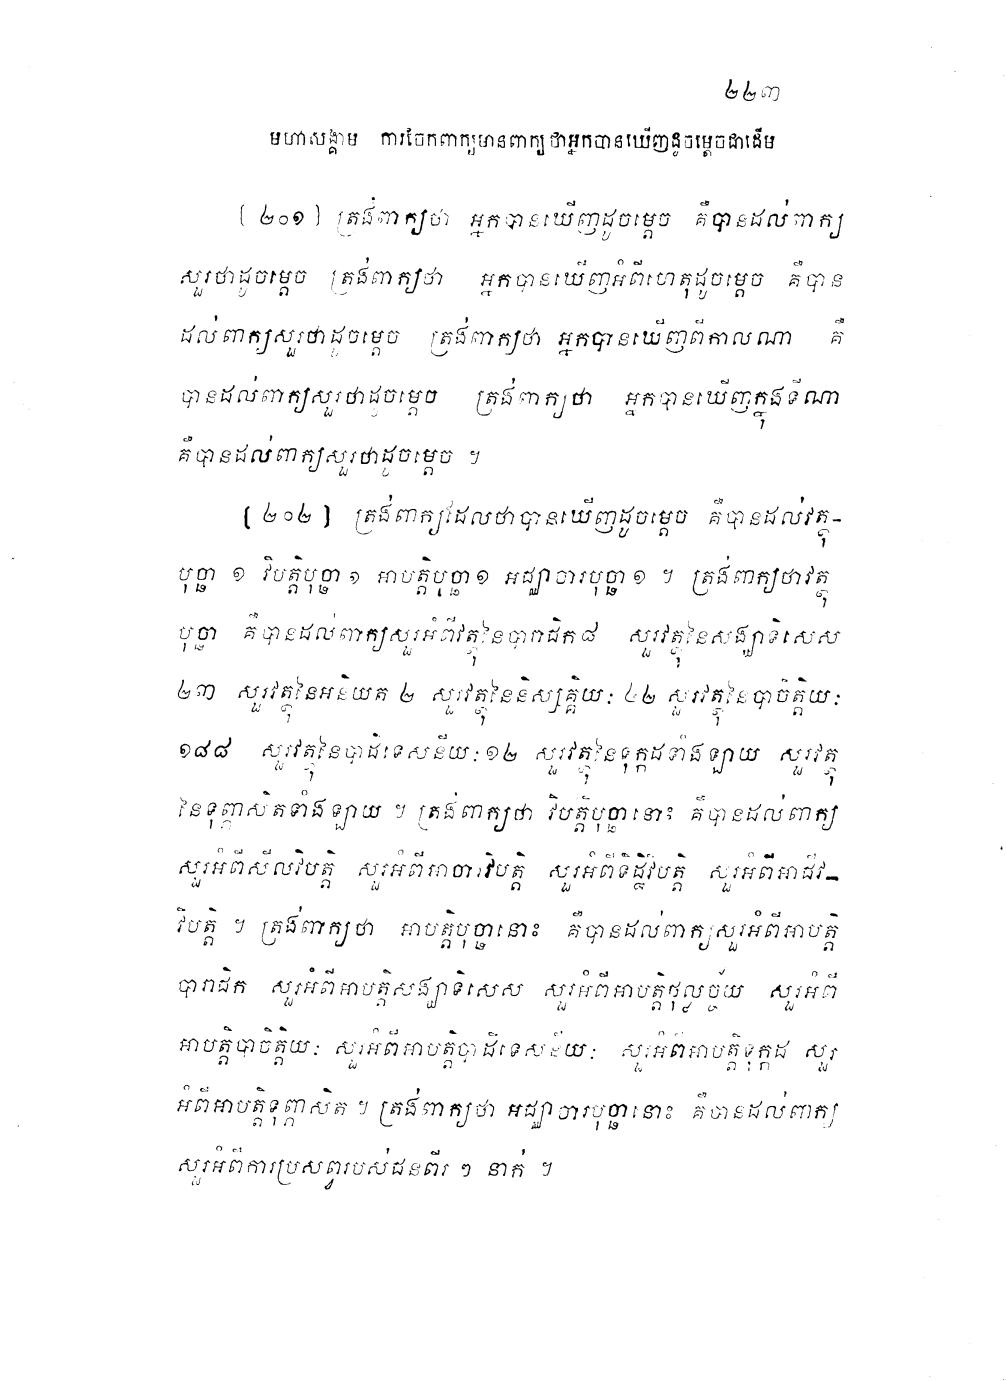 ២២៣
មហាសង្គាម ការចែកពាក្យមានពាក្យថាអ្នកបានឃើញដូចម្តេចជាដើម
[២០១] ត្រង់ពាក្យថា អ្នកបានឃើញដូចម្តេច គឺបានដល់ពាក្យ
សួរថាដូចម្តេច ត្រង់ពាក្យថា អ្នកបានឃើញអំពីហេតុដូចម្តេច គឺបាន
ដល់ពាក្យសួរថាដូចម្តេច ត្រង់ពាក្យថា អ្នកបានឃើញពីកាលណា គឺ
បានដល់ពាក្យសួរថាដូចម្តេច ត្រង់ពាក្យថា អ្នកបានឃើញក្នុងទីណា
គឺបានដល់ពាក្យសួរថាដូចម្តេច ។
[២០២] ត្រង់ពាក្យដែលថាបានឃើញដូចម្តេច គឺបានដល់វត្ថុ-
បុច្ឆា ១ វិបត្តិបុច្ឆា ១ អាបត្តិបុច្ឆា ១ អជ្ឈាចារបុច្ឆា ១ ។ ត្រង់ពាក្យថាវត្ថុ
បុច្ឆា គឺបានដល់ពាក្យសួរអំពីវត្ថុនៃបារាជិក៨ សួរវត្ថុនៃសង្ឃាទិសេស
២៣ សួរវត្ថុនៃអនិយត ២ សួរវត្ថុនៃនិស្សគ្គិយៈ ៤២ សួរវត្ថុនៃបាចិត្តិយៈ
១៨៨ សួរវត្ថុនៃបាដិទេសនីយៈ១២ សួរវត្ថុនៃទុក្កដទាំងឡាយ សួរវត្ថុ
នៃទុព្ភាសិតទាំងឡាយ ។ ត្រង់ពាក្យថា វិបត្តិបុច្ឆានោះ គឺបានដល់ពាក្យ
សួរអំពីសីលវិបត្តិ សួរអំពីអាចារវិបត្តិ សួរអំពីទិដ្ឋិវិបត្តិ សួរអំពីអាជីវ-
វិបត្តិ ។ ត្រង់ពាក្យថា អាបត្តិបុច្ឆានោះ គឺបានដល់ពាក្យសួរអំពីអាបត្តិ
បារាជិក សួរអំពីអាបត្តិសង្ឃាទិសេស សួរអំពីអាបត្តិថុល្លច្ច័យ សួរអំពី
អាបត្តិបាចិត្តិយៈ សួរអំពីអាបត្តិបាដិទេសនីយៈ សួរអំពីអាបត្តិទុក្កដ សួរ
អំពីអាបត្តិទុព្ភាសិត ។ ត្រង់ពាក្យថា អជ្ឈាចារបុច្ឆានោះ គឺបានដល់ពាក្យ
សួរអំពីការប្រសព្វរបស់ជនពីរ ៗ នាក់ ។